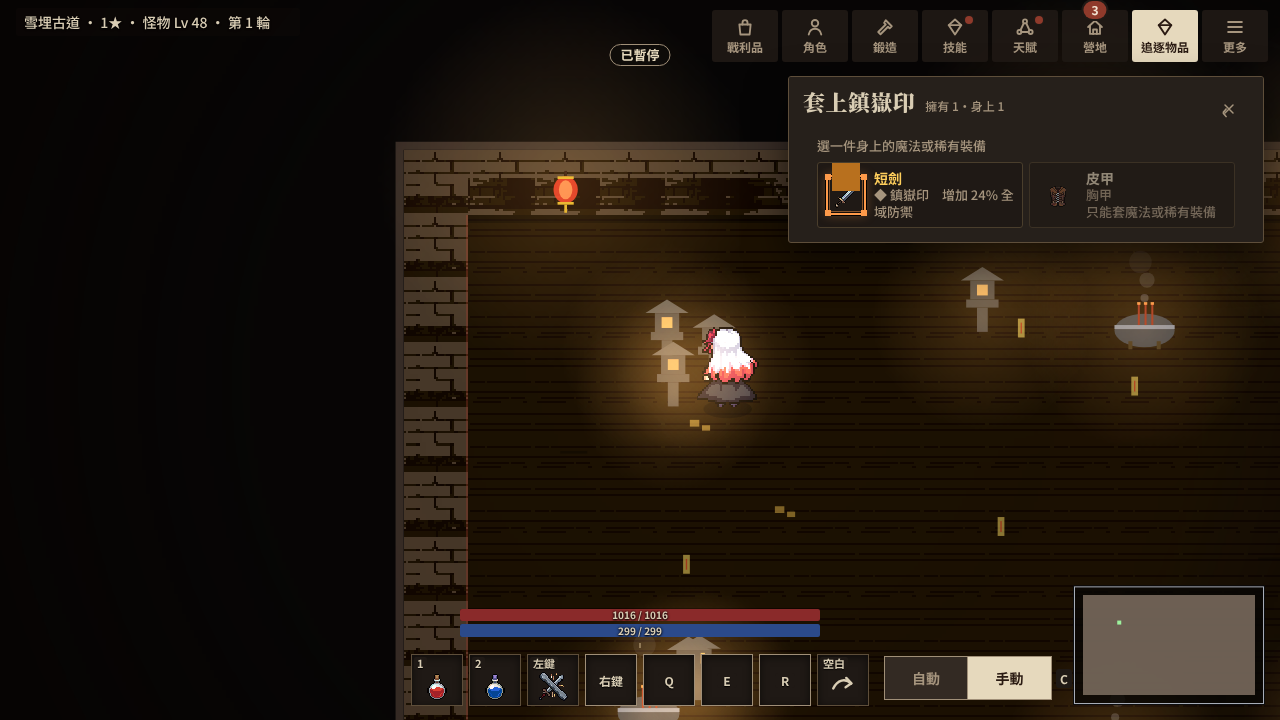 雪埋古道 · 1★ · 怪物 Lv 48 · 第 1 輪
已暫停
戰利品
角色
鍛造
技能
天賦
3
營地
追逐物品
更多
套上鎮嶽印 擁有 1・身上 1
選一件身上的魔法或稀有裝備
短劍
◆ 鎮嶽印 增加 24% 全
域防禦
皮甲
胸甲
只能套魔法或稀有裝備
1016 / 1016
299 / 299
1
2
左鍵
右鍵
Q
E
R
空白
自動
手動
C